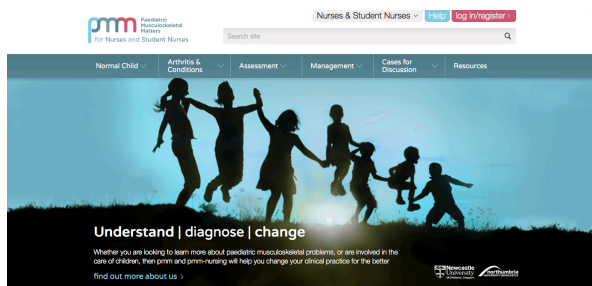 Nurses & Student Nurses
Help
log in/register ›
pmm
Paediatric
Musculoskeletal
Matters
for Nurses and Student Nurses
Search site
Normal Child
Arthritis &
Conditions
Assessment
Management
Cases for
Discussion
Resources
Understand | diagnose | change
Whether you are looking to learn more about paediatric musculoskeletal problems, or are involved in the
care of children, then pmm and pmm-nursing will help you change your clinical practice for the better
find out more about us ›
Newcastle
University
northumbria